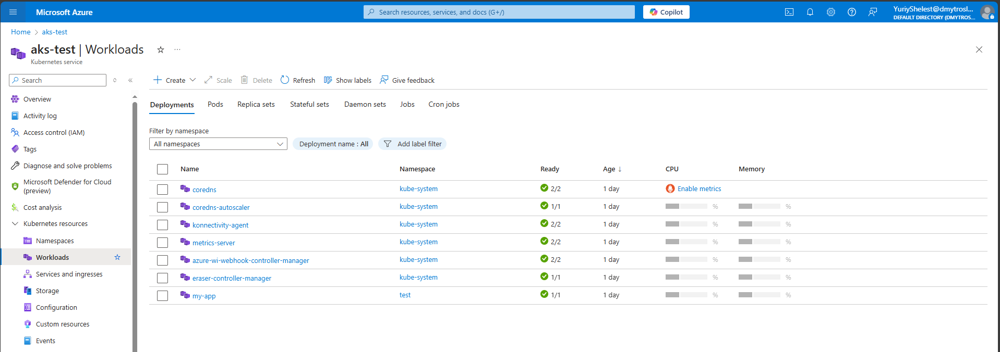 Microsoft Azure
Search resources, services, and docs (G+/)
Copilot
YuriyShelest@dmytrosl...
DEFAULT DIRECTORY (DMYTROS...
Home > aks-test
aks-test | Workloads
Kubernetes service
Search
Create Scale Delete Refresh Show labels Give feedback
Overview
Activity log
Access control (IAM)
Tags
Diagnose and solve problems
Microsoft Defender for Cloud
(preview)
Cost analysis
Kubernetes resources
Namespaces
Workloads
Services and ingresses
Storage
Configuration
Custom resources
Events
Deployments Pods Replica sets Stateful sets Daemon sets Jobs Cron jobs
Filter by namespace
All namespaces Deployment name : All Add label filter
Name Namespace Ready Age ↓ CPU Memory
coredns kube-system 2/2 1 day Enable metrics
coredns-autoscaler kube-system 1/1 1 day % %
konnectivity-agent kube-system 2/2 1 day % %
metrics-server kube-system 2/2 1 day % %
azure-wi-webhook-controller-manager kube-system 2/2 1 day % %
eraser-controller-manager kube-system 1/1 1 day % %
my-app test 1/1 1 day % %